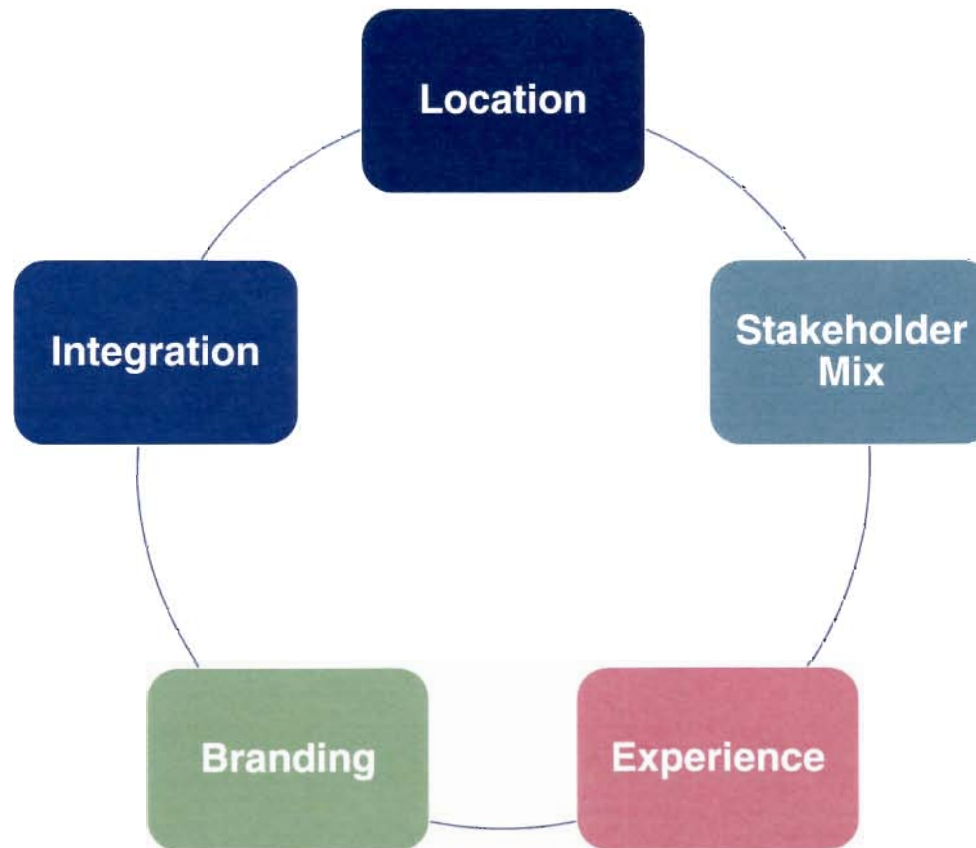 Location
Stakeholder
Mix
Experience
Branding
Integration